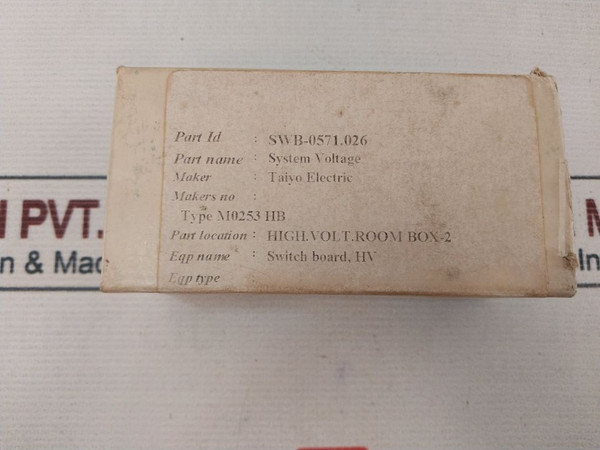 Part Id : SWB-0571.026
Part name : System Voltage
Maker : Taiyo Electric
Makers no :
Type M0253 HB
Part location : HIGH.VOLT.ROOM BOX-2
Eqp name : Switch board, HV
Eqp type :
PVT.
n & Mac
M
In